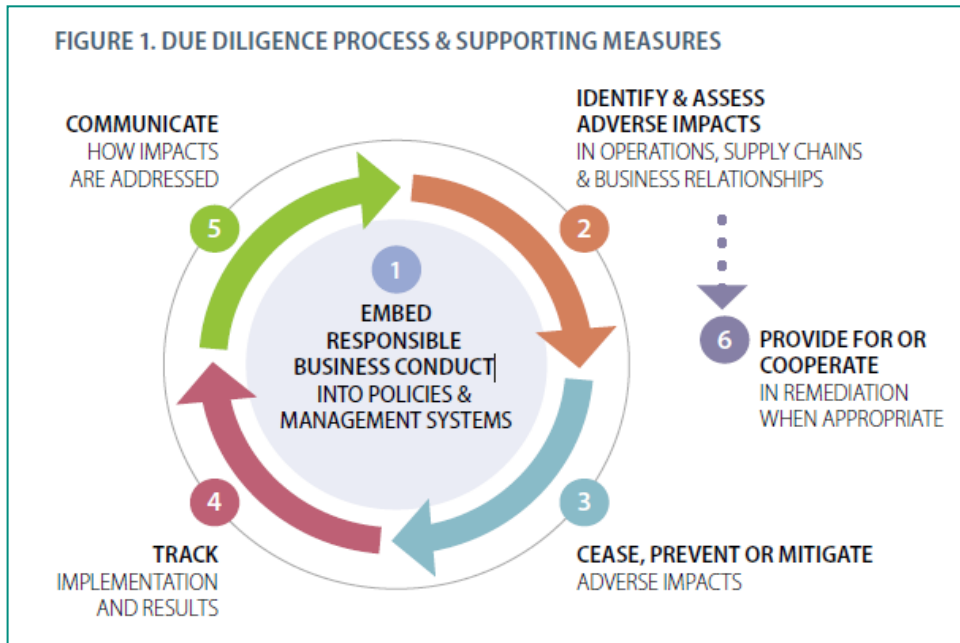 FIGURE 1. DUE DILIGENCE PROCESS & SUPPORTING MEASURES
1
EMBED
RESPONSIBLE
BUSINESS CONDUCT
INTO POLICIES &
MANAGEMENT SYSTEMS
2
IDENTIFY & ASSESS
ADVERSE IMPACTS
IN OPERATIONS, SUPPLY CHAINS
& BUSINESS RELATIONSHIPS
3
CEASE, PREVENT OR MITIGATE
ADVERSE IMPACTS
4
TRACK
IMPLEMENTATION
AND RESULTS
5
COMMUNICATE
HOW IMPACTS
ARE ADDRESSED
6
PROVIDE FOR OR
COOPERATE
IN REMEDIATION
WHEN APPROPRIATE